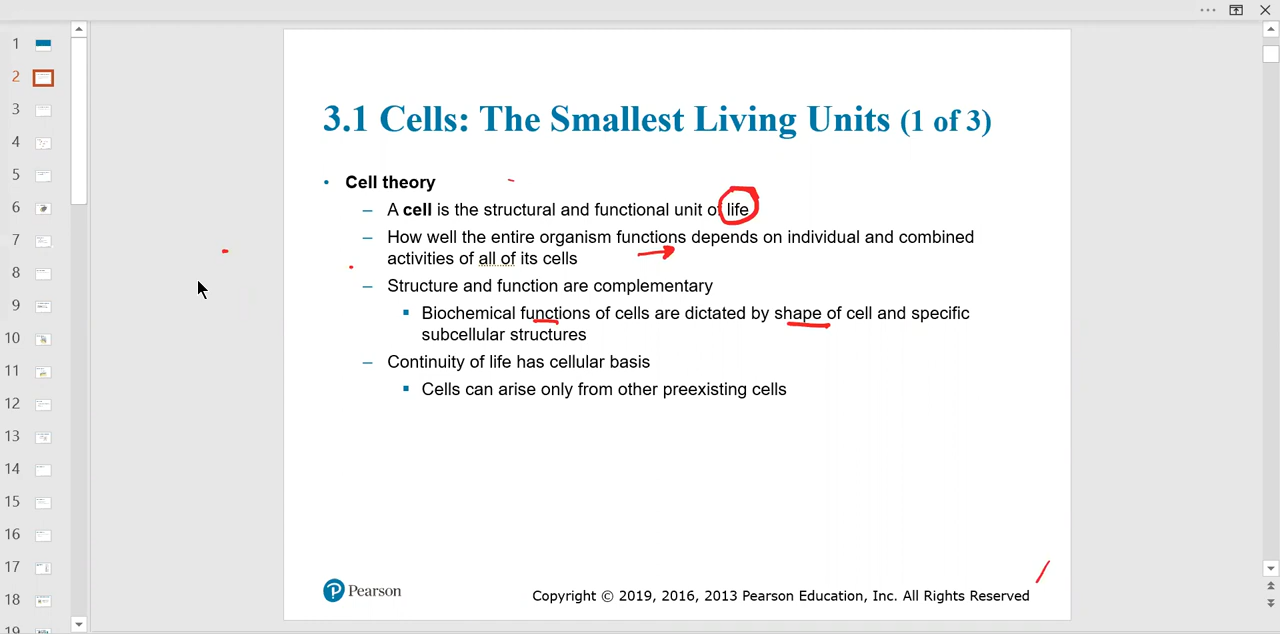 1
2
3
4
5
6
7
8
9
10
11
12
13
14
15
16
17
18
19
3.1 Cells: The Smallest Living Units (1 of 3)
• Cell theory
– A cell is the structural and functional unit of life
– How well the entire organism functions depends on individual and combined
activities of all of its cells
– Structure and function are complementary
▪ Biochemical functions of cells are dictated by shape of cell and specific
subcellular structures
– Continuity of life has cellular basis
▪ Cells can arise only from other preexisting cells
Pearson
Copyright © 2019, 2016, 2013 Pearson Education, Inc. All Rights Reserved